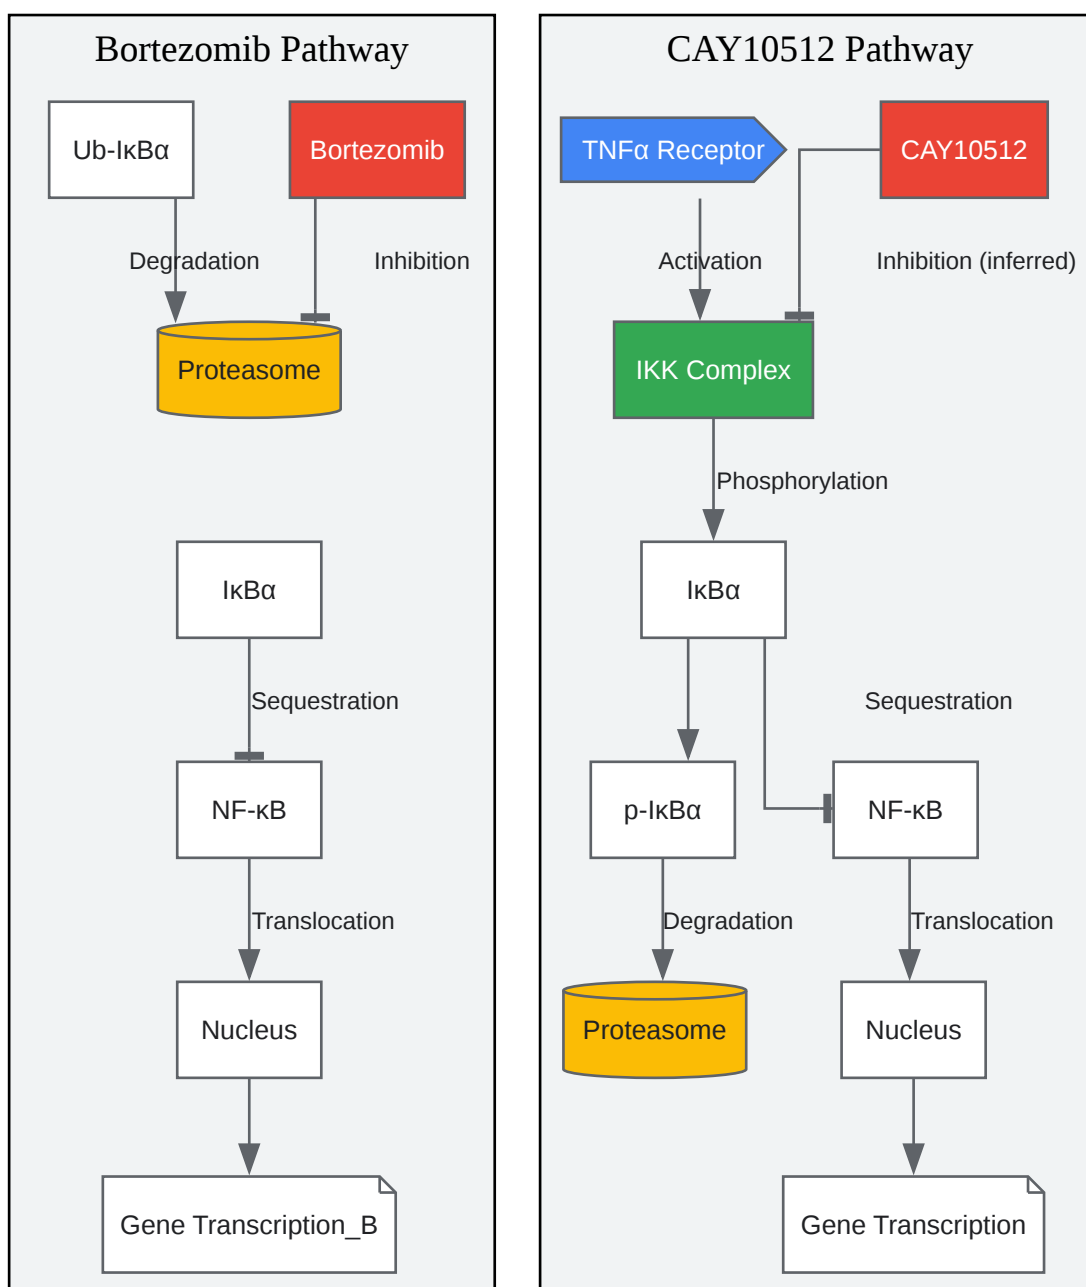 Bortezomib Pathway
Ub-IκBα
Bortezomib
Degradation
Inhibition
Proteasome
IκBα
Sequestration
NF-κB
Translocation
Nucleus
Gene Transcription_B
CAY10512 Pathway
TNFα Receptor
CAY10512
Activation
Inhibition (inferred)
IKK Complex
Phosphorylation
IκBα
Sequestration
p-IκBα
NF-κB
Degradation
Translocation
Proteasome
Nucleus
Gene Transcription